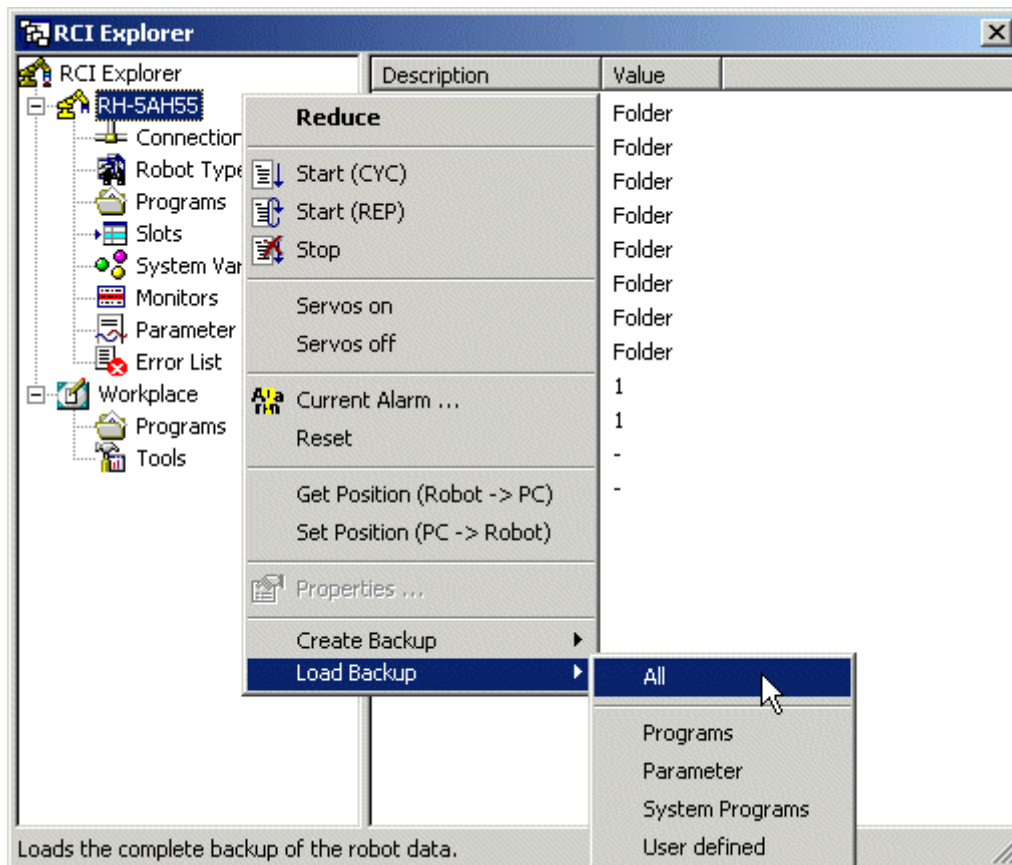 RCI Explorer
RCI Explorer
RH-5AH55
Connection
Robot Type
Programs
Slots
System Var
Monitors
Parameter
Error List
Workplace
Programs
Tools
Description Value
Folder
Folder
Folder
Folder
Folder
Folder
Folder
Folder
1
1
-
-
Reduce
Start (CYC)
Start (REP)
Stop
Servos on
Servos off
Current Alarm ...
Reset
Get Position (Robot -> PC)
Set Position (PC -> Robot)
Properties ...
Create Backup
Load Backup
All
Programs
Parameter
System Programs
User defined
Loads the complete backup of the robot data.